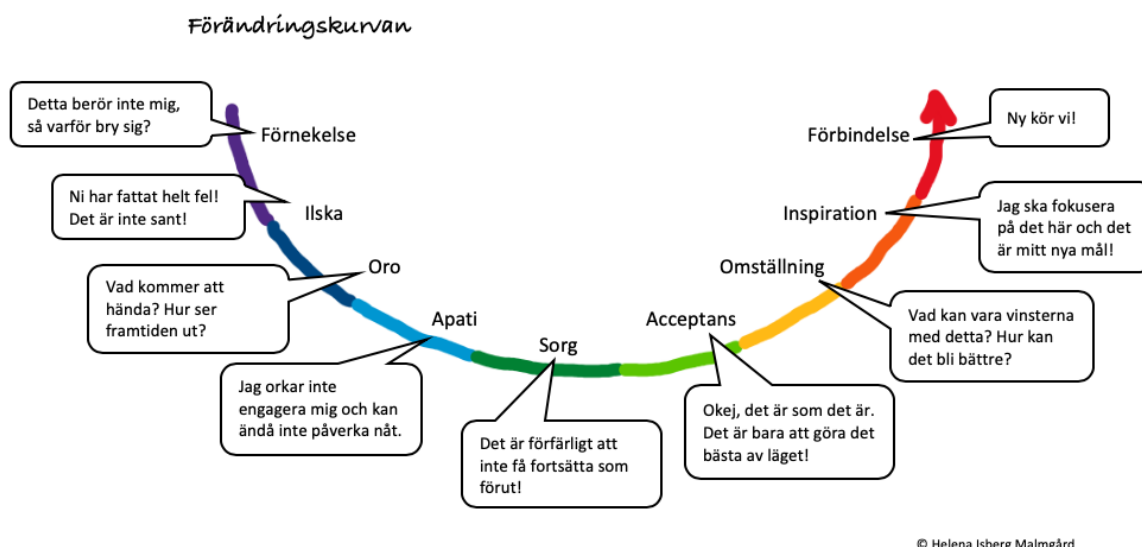 Förändringskurvan
Detta berör inte mig,
så varför bry sig?
Förnekelse
Ni har fattat helt fel!
Det är inte sant!
Ilska
Vad kommer att
hända? Hur ser
framtiden ut?
Oro
Jag orkar inte
engagera mig och kan
ändå inte påverka nåt.
Apati
Det är förfärligt att
inte få fortsätta som
förut!
Sorg
Acceptans
Okej, det är som det är.
Det är bara att göra det
bästa av läget!
Omställning
Vad kan vara vinsterna
med detta? Hur kan
det bli bättre?
Inspiration
Jag ska fokusera
på det här och det
är mitt nya mål!
Förbindelse
Ny kör vi!
© Helena Isberg Malmgård